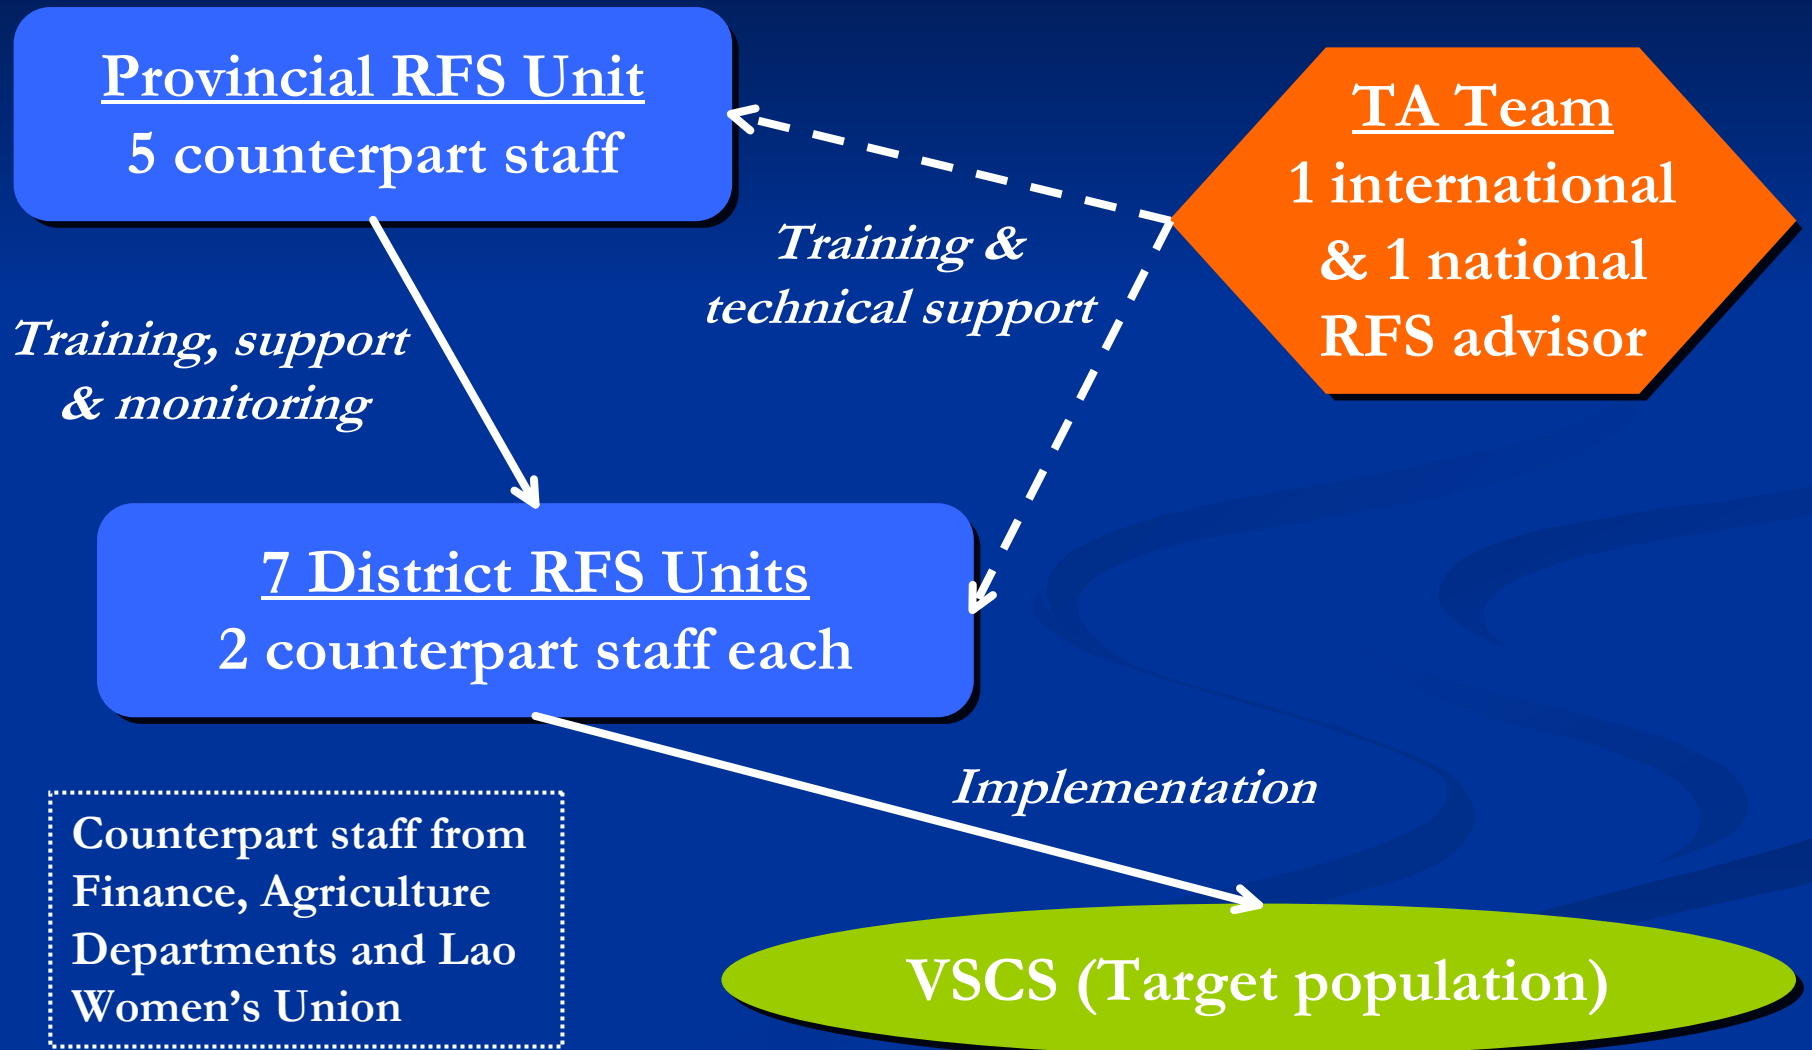 Provincial RFS Unit
5 counterpart staff
TA Team
1 international
& 1 national
RFS advisor
Training &
technical support
Training, support
& monitoring
7 District RFS Units
2 counterpart staff each
Implementation
Counterpart staff from
Finance, Agriculture
Departments and Lao
Women’s Union
VSCS (Target population)